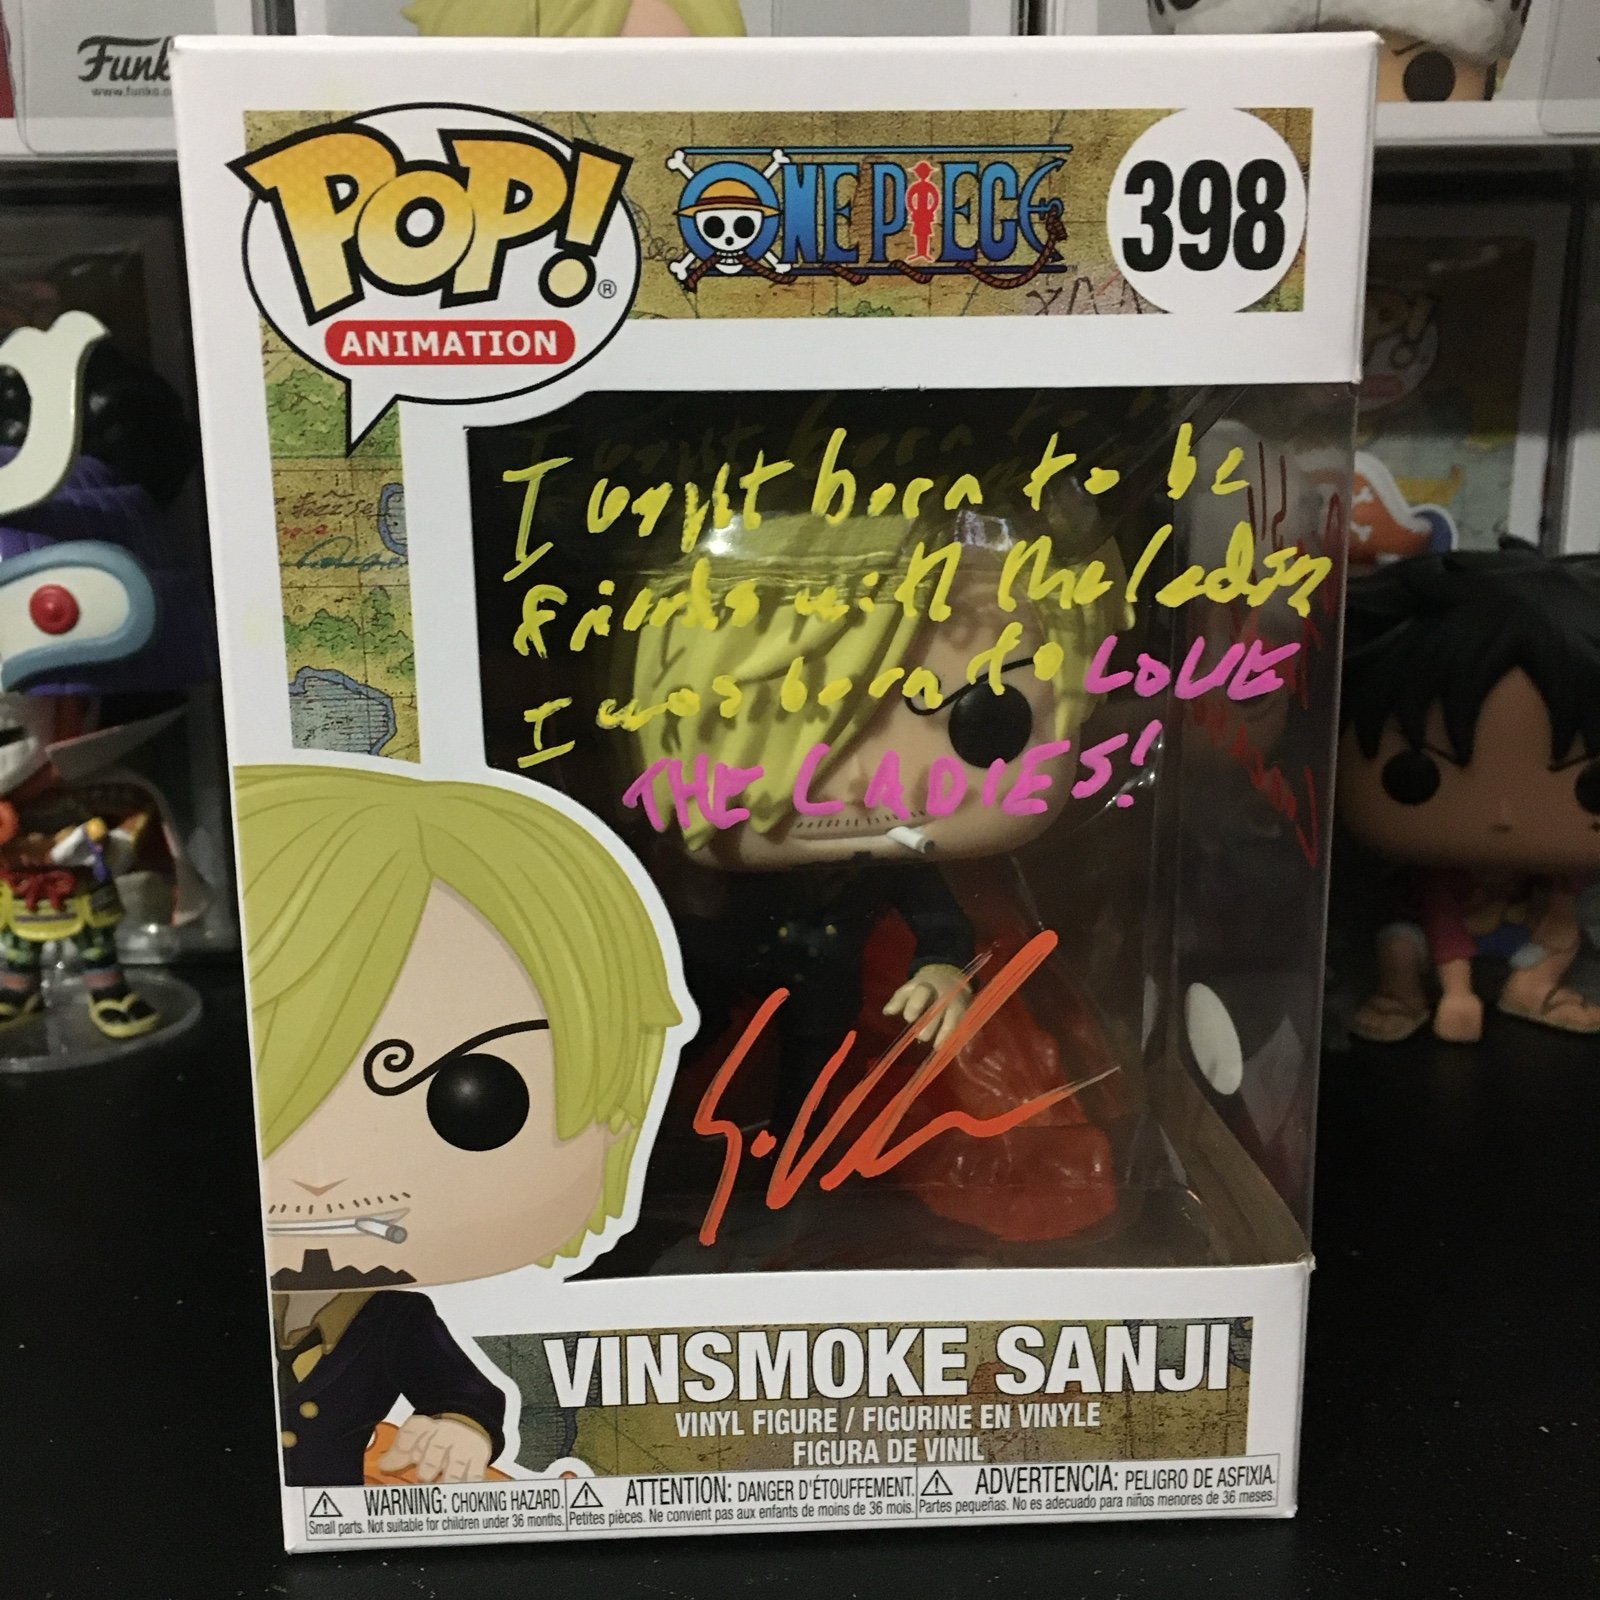 Funk
www.funko.c
POP!®
ANIMATION
ONE PIECE
398
I wasn't born to be
friends with the ladies
I was born to LOVE
THE LADIES!
VINSMOKE SANJI
VINYL FIGURE / FIGURINE EN VINYLE
FIGURA DE VINIL
WARNING: CHOKING HAZARD.
Small parts. Not suitable for children under 36 months.
ATTENTION: DANGER D'ÉTOUFFEMENT.
Petites pièces. Ne convient pas aux enfants de moins de 36 mois.
ADVERTENCIA: PELIGRO DE ASFIXIA.
Partes pequeñas. No es adecuado para niños menores de 36 meses.